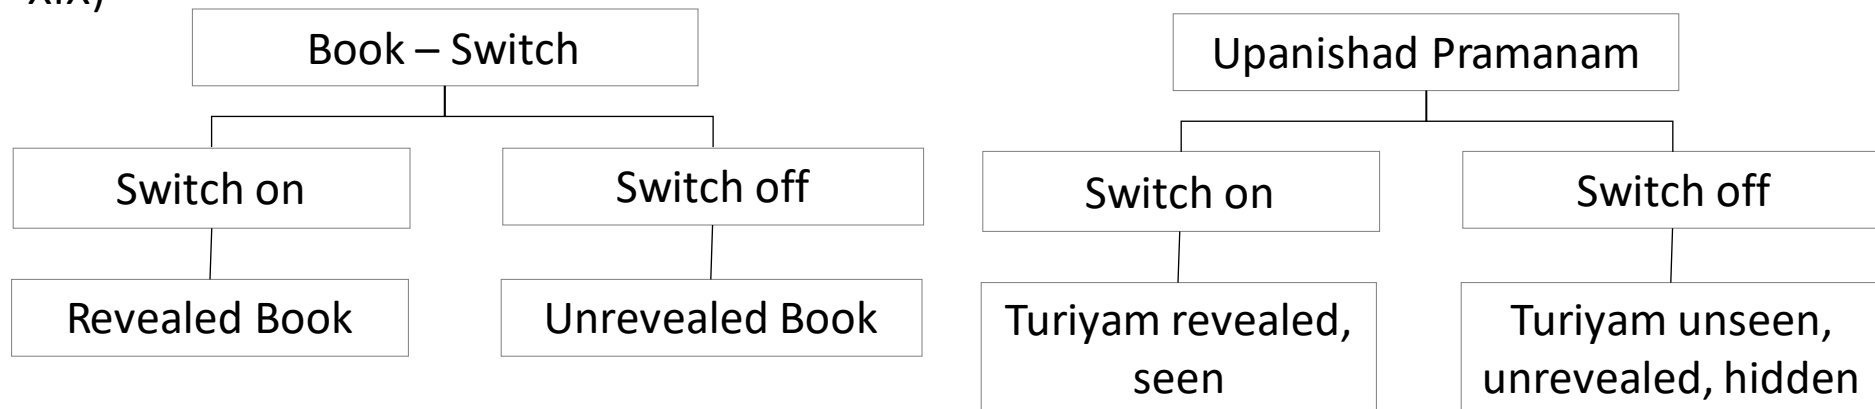 Book – Switch
Upanishad Pramanam
Switch on
Switch off
Switch on
Switch off
Revealed Book
Unrevealed Book
Turiyam revealed,
seen
Turiyam unseen,
unrevealed, hidden